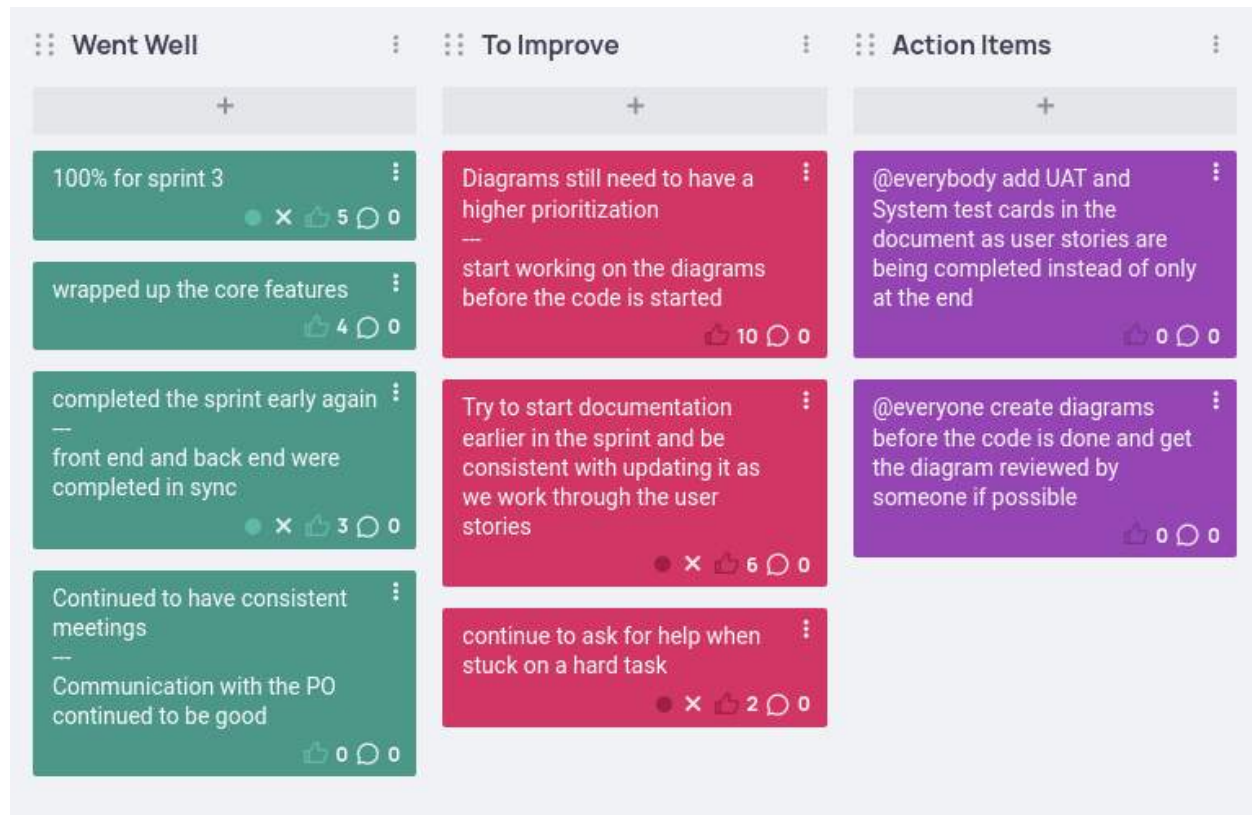 Went Well
+
100% for sprint 3
5 0
wrapped up the core features
4 0
completed the sprint early again
---
front end and back end were
completed in sync
3 0
Continued to have consistent
meetings
---
Communication with the PO
continued to be good
0 0
To Improve
+
Diagrams still need to have a
higher prioritization
---
start working on the diagrams
before the code is started
10 0
Try to start documentation
earlier in the sprint and be
consistent with updating it as
we work through the user
stories
6 0
continue to ask for help when
stuck on a hard task
2 0
Action Items
+
@everybody add UAT and
System test cards in the
document as user stories are
being completed instead of only
at the end
0 0
@everyone create diagrams
before the code is done and get
the diagram reviewed by
someone if possible
0 0